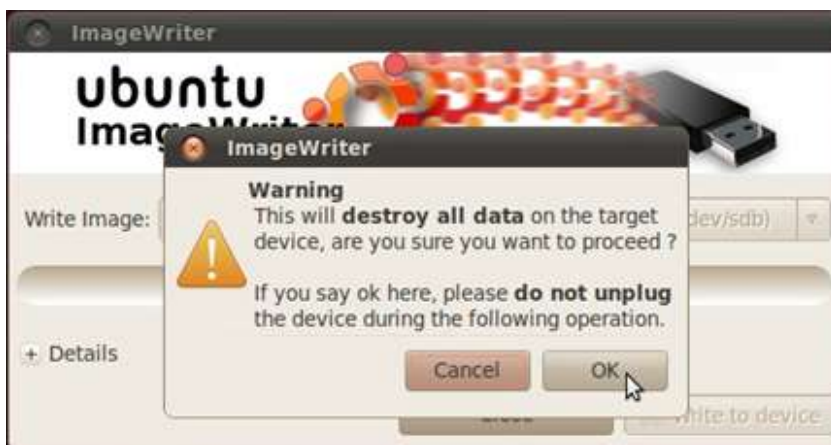 ImageWriter
ubuntu
ImageWriter
Write Image:
dev/sdb)
ImageWriter
Warning
This will destroy all data on the target
device, are you sure you want to proceed ?
If you say ok here, please do not unplug
the device during the following operation.
Cancel OK
+ Details
Write to device